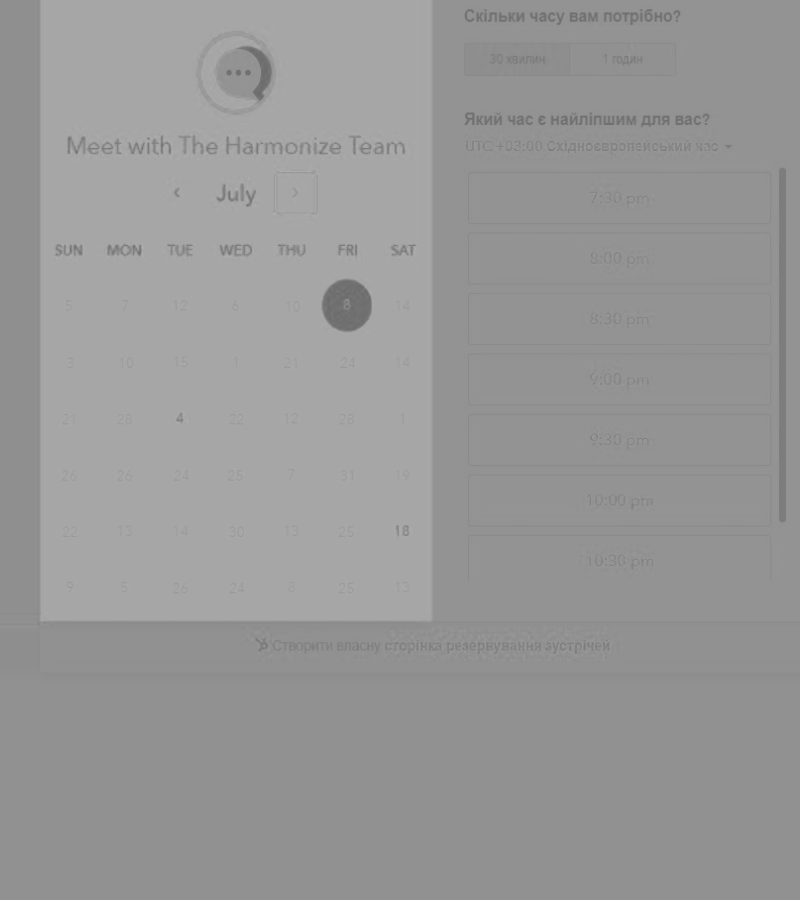 Meet with The Harmonize Team
July
SUN MON TUE WED THU FRI SAT
5 7 12 6 10 8 14
3 10 15 1 21 24 14
21 28 4 22 12 28 1
26 26 24 25 7 31 19
22 13 14 30 13 25 18
9 5 26 24 8 25 13
Скільки часу вам потрібно?
30 хвилин 1 годин
Який час є найліпшим для вас?
UTC +03:00 Східноєвропейський час
7:30 pm
8:00 pm
8:30 pm
9:00 pm
9:30 pm
10:00 pm
10:30 pm
Створити власну сторінка резервування зустрічей